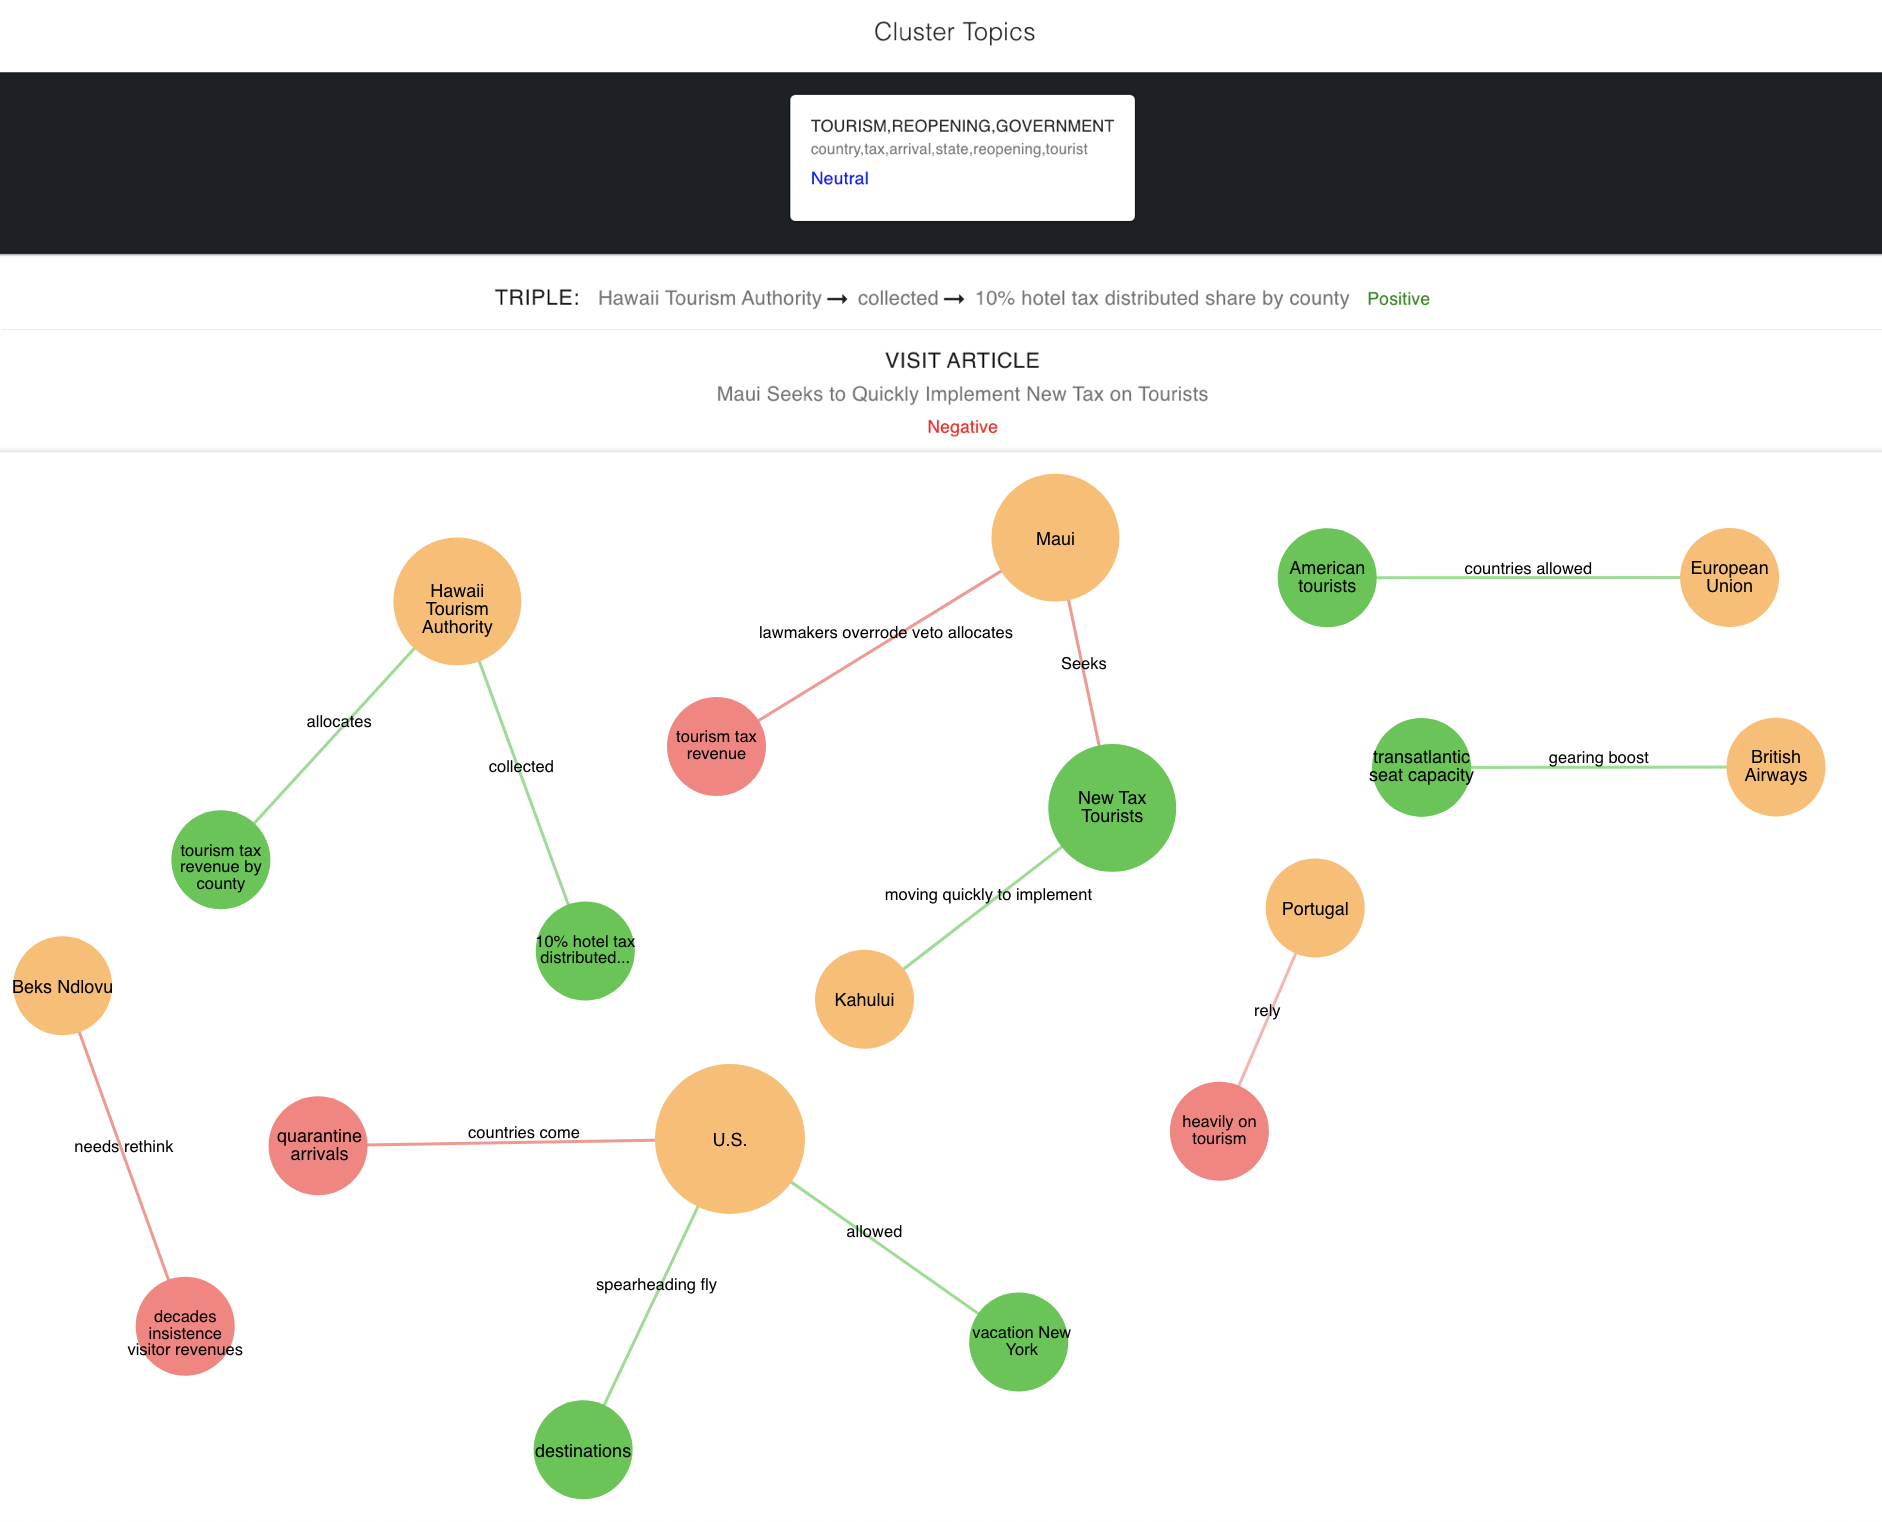 Cluster Topics
TOURISM,REOPENING,GOVERNMENT
country,tax,arrival,state,reopening,tourist
Neutral
TRIPLE: Hawaii Tourism Authority → collected → 10% hotel tax distributed share by county Positive
VISIT ARTICLE
Maui Seeks to Quickly Implement New Tax on Tourists
Negative
Maui
American
tourists
countries allowed
European
Union
Hawaii
Tourism
Authority
lawmakers overrode veto allocates
Seeks
allocates
collected
tourism tax
revenue
transatlantic
seat capacity
gearing boost
British
Airways
New Tax
Tourists
tourism tax
revenue by
county
moving quickly to implement
Portugal
10% hotel tax
distributed...
Beks Ndlovu
Kahului
rely
needs rethink
quarantine
arrivals
countries come
U.S.
heavily on
tourism
allowed
spearheading fly
decades
insistence
visitor revenues
vacation New
York
destinations